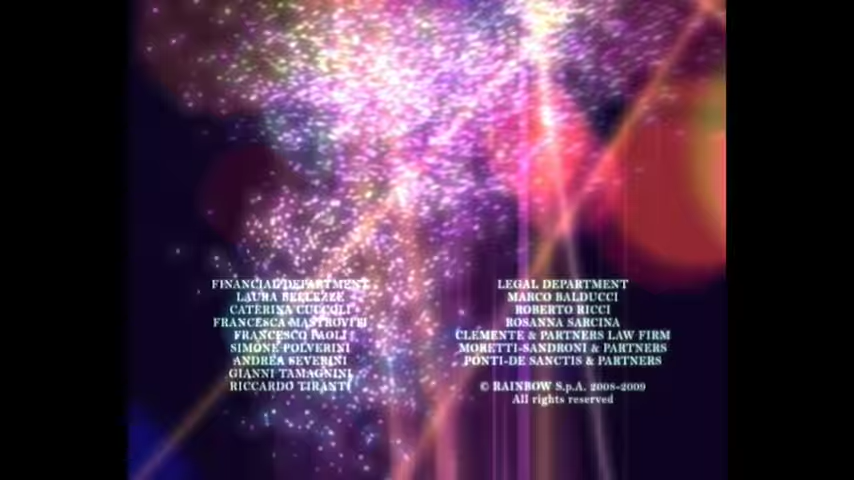 FINANCIAL DEPARTMENT
LAURA BELLEZZE
CATERINA CUCCOLI
FRANCESCA MASTROVITI
FRANCESCO PAOLI
SIMONE POLVERINI
ANDREA SEVERINI
GIANNI TAMAGNINI
RICCARDO TIRANTI
LEGAL DEPARTMENT
MARCO BALDUCCI
ROBERTO RICCI
ROSANNA SARCINA
CLEMENTE & PARTNERS LAW FIRM
MORETTI-SANDRONI & PARTNERS
PONTI-DE SANCTIS & PARTNERS
© RAINBOW S.p.A. 2008-2009
All rights reserved